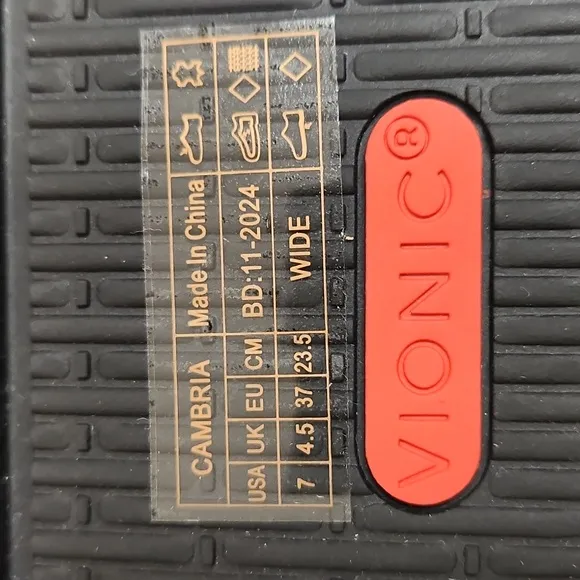 CAMBRIA Made In China
USA UK EU CM BD:11-2024
7 4.5 37 23.5 WIDE
VIONIC®